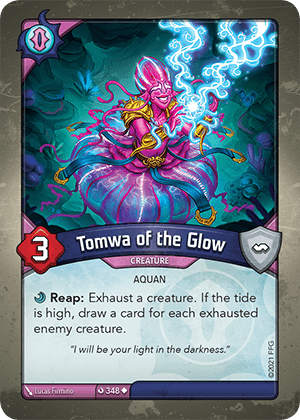 Tomwa of the Glow
3
CREATURE
AQUAN
Reap: Exhaust a creature. If the tide
is high, draw a card for each exhausted
enemy creature.
"I will be your light in the darkness."
Lucas Firmino
348
©2021 FFG